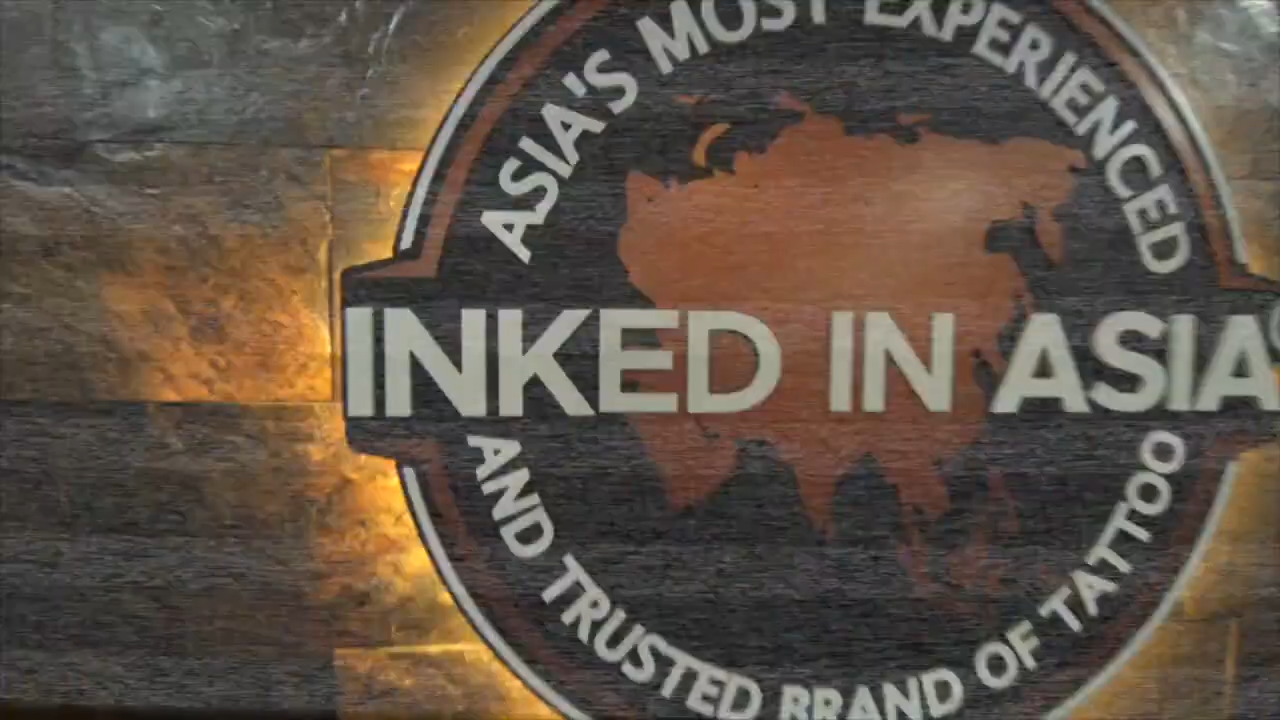 ASIA'S MOST EXPERIENCED
INKED IN ASIA
AND TRUSTED BRAND OF TATTOO